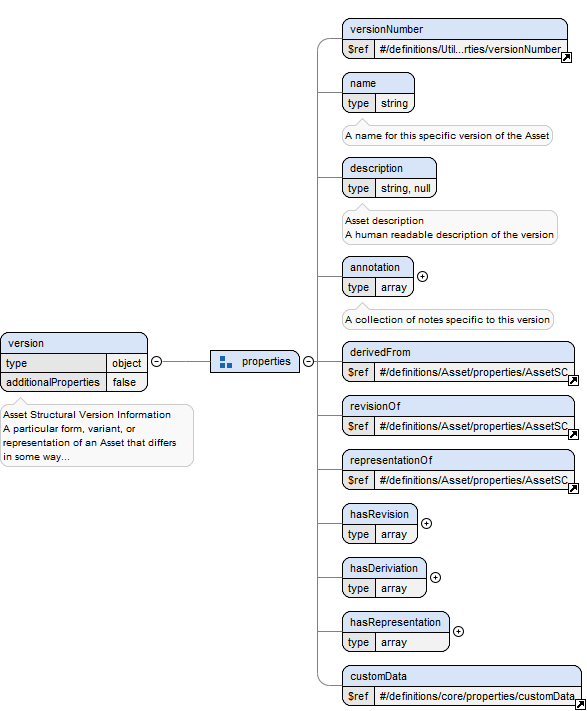 versionNumber
$ref #/definitions/Util...rties/versionNumber
name
type string
A name for this specific version of the Asset
description
type string, null
Asset description
A human readable description of the version
annotation
type array
A collection of notes specific to this version
version
type object
additionalProperties false
Asset Structural Version Information
A particular form, variant, or
representation of an Asset that differs
in some way...
properties
derivedFrom
$ref #/definitions/Asset/properties/AssetSC
revisionOf
$ref #/definitions/Asset/properties/AssetSC
representationOf
$ref #/definitions/Asset/properties/AssetSC
hasRevision
type array
hasDeriviation
type array
hasRepresentation
type array
customData
$ref #/definitions/core/properties/customData